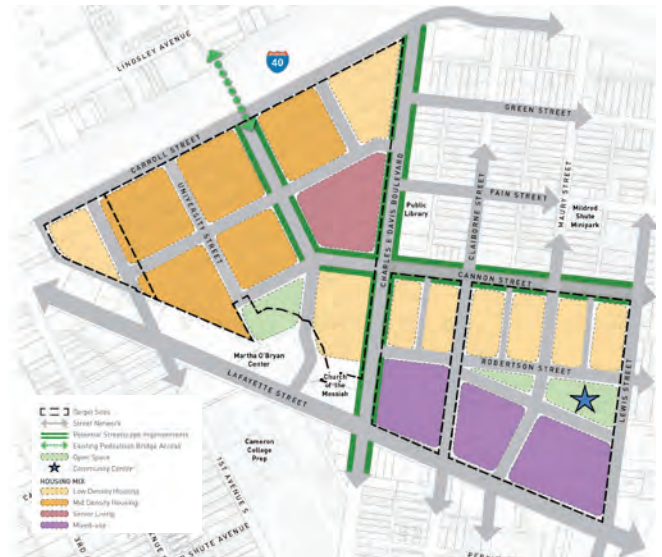 LINDSLEY AVENUE
40
CARROLL STREET
GREEN STREET
UNIVERSITY STREET
CHARLES E DAVIS BOULEVARD
FAIN STREET
MAURY STREET
CLAIBORNE STREET
Public
Library
Mildred
Shute
Minipark
CANNON STREET
Martha O'Bryan
Center
ROBERTSON STREET
LAFAYETTE STREET
Church
of the
Messiah
LEWIS STREET
Cameron
College
Prep
1ST AVENUE S
SHUTE AVENUE
3RD
Target Sites
Street Network
Potential Streetscape Improvements
Existing Pedestrian Bridge Access
Open Space
Community Center
HOUSING MIX
Low Density Housing
Mid Density Housing
Senior Living
Mixed-use